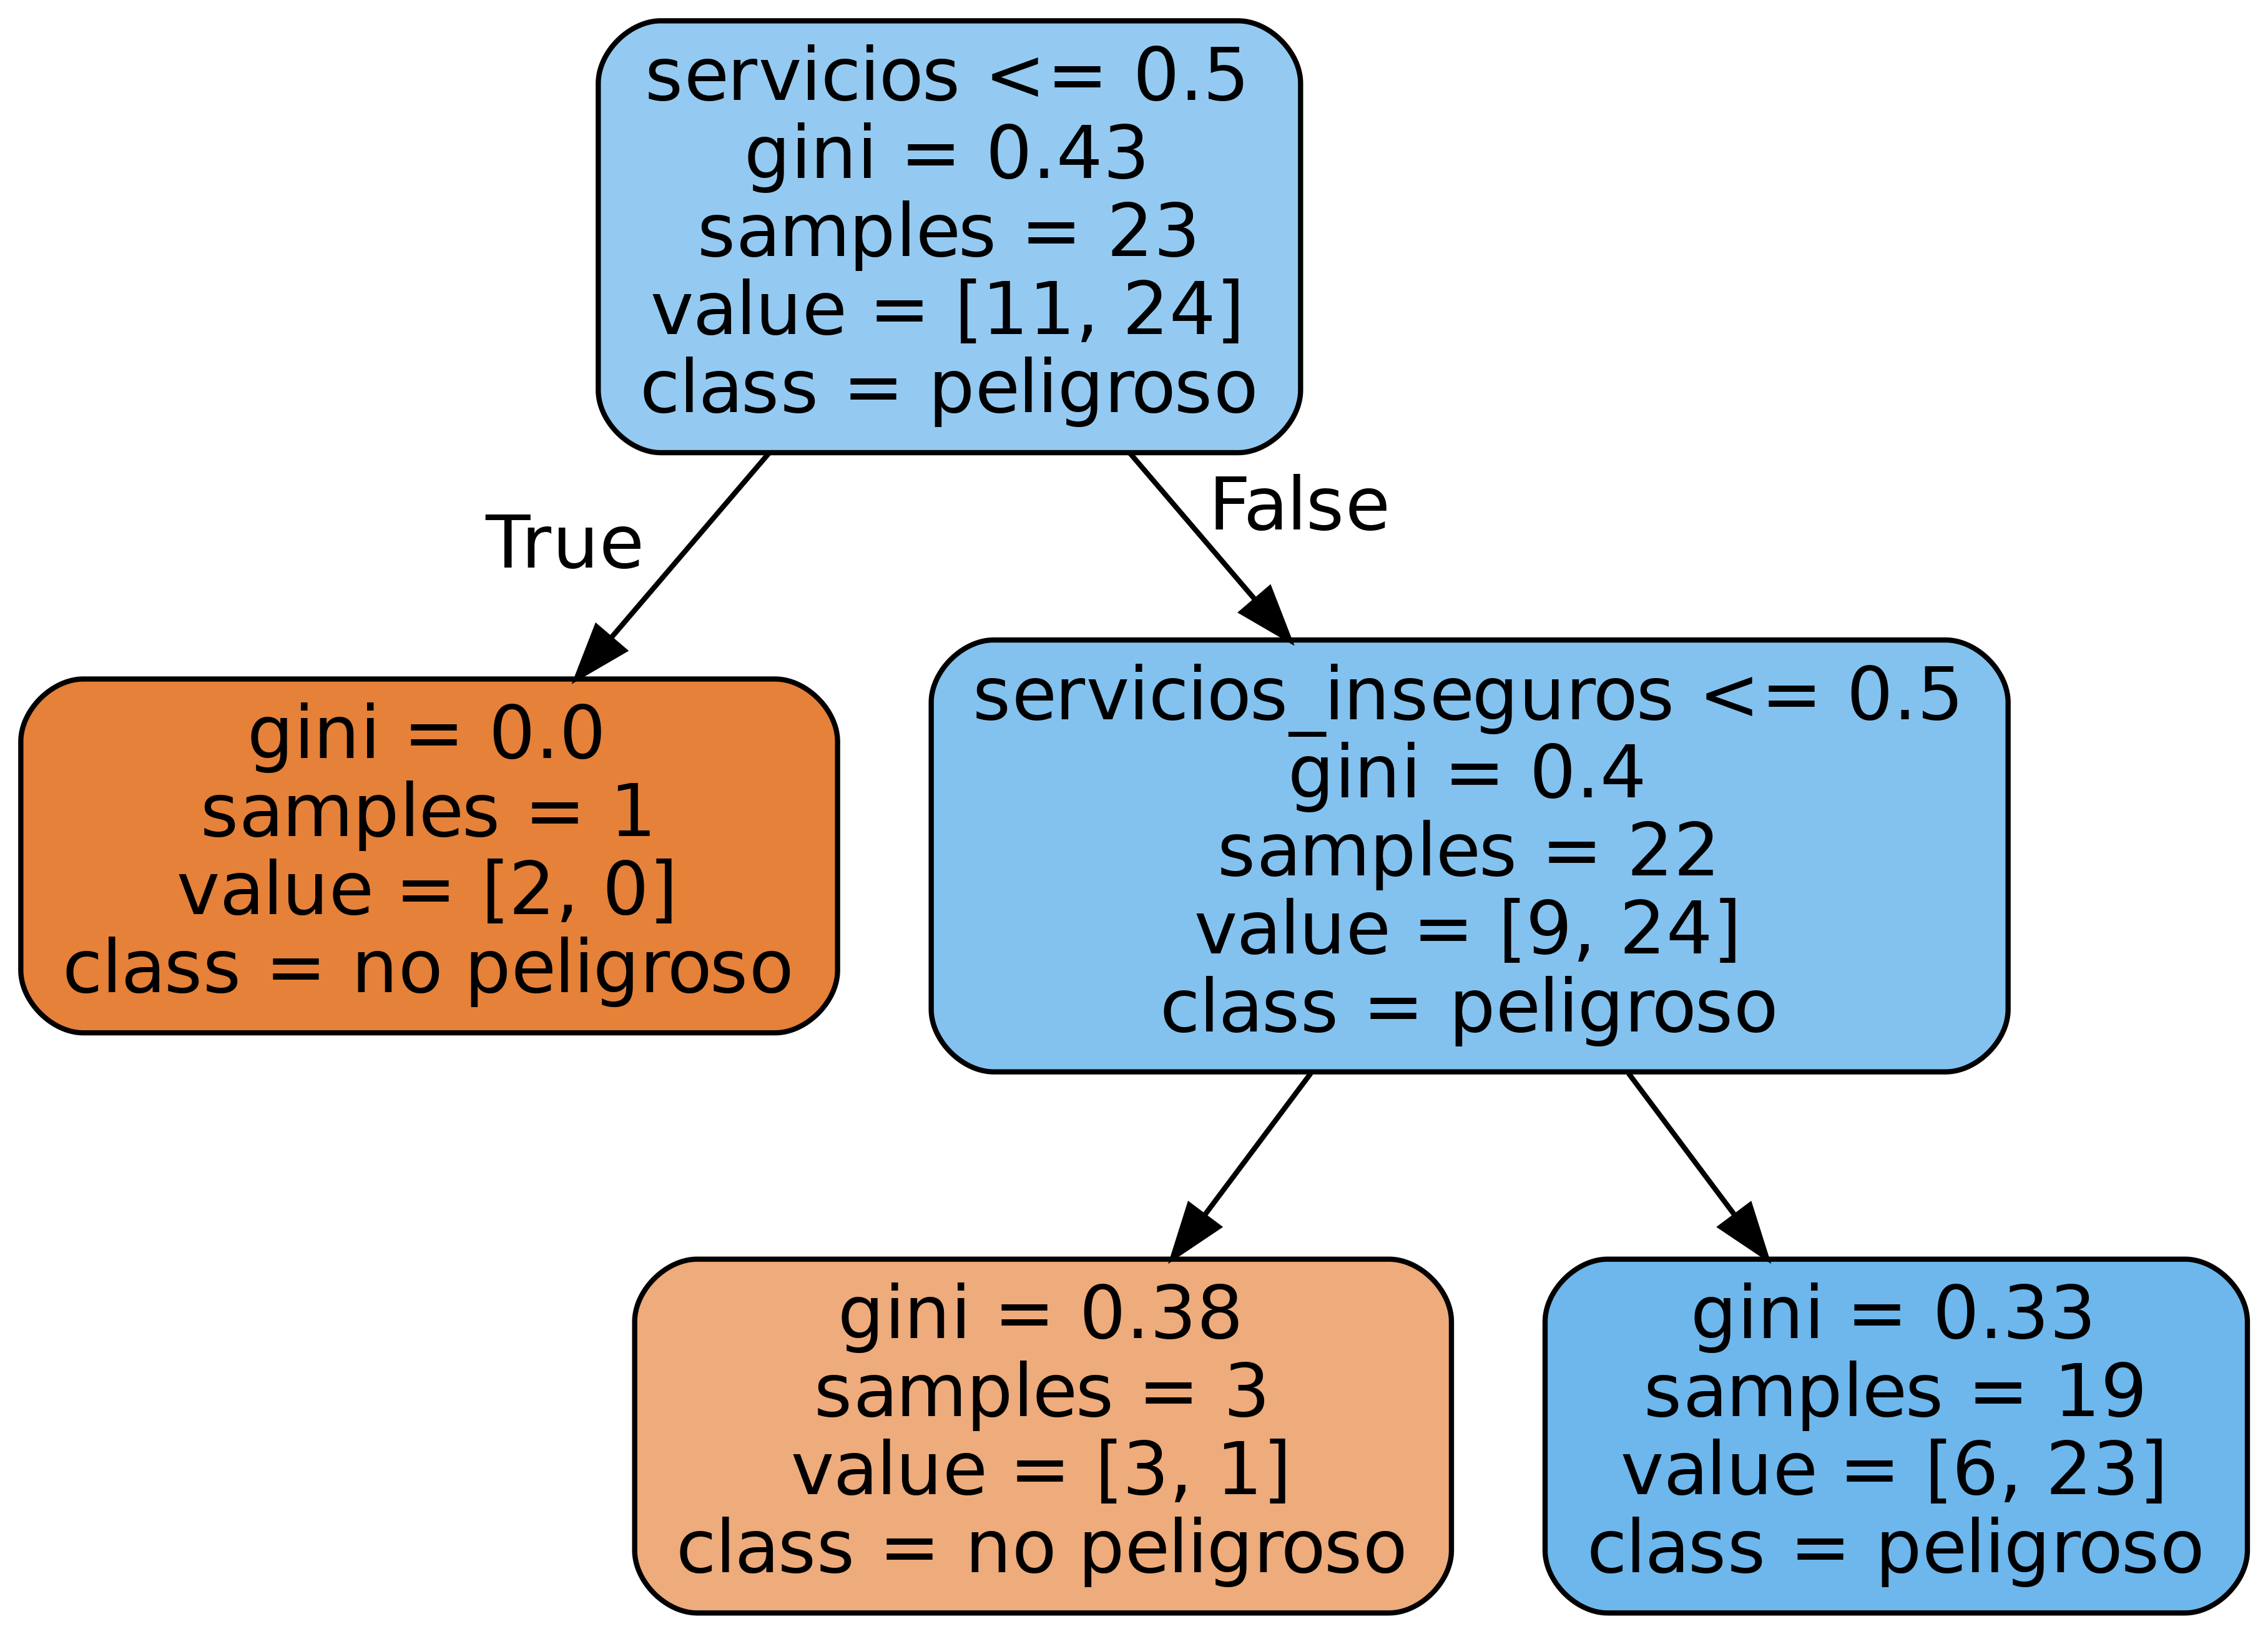 servicios <= 0.5
gini = 0.43
samples = 23
value = [11, 24]
class = peligroso
True
False
gini = 0.0
samples = 1
value = [2, 0]
class = no peligroso
servicios_inseguros <= 0.5
gini = 0.4
samples = 22
value = [9, 24]
class = peligroso
gini = 0.38
samples = 3
value = [3, 1]
class = no peligroso
gini = 0.33
samples = 19
value = [6, 23]
class = peligroso